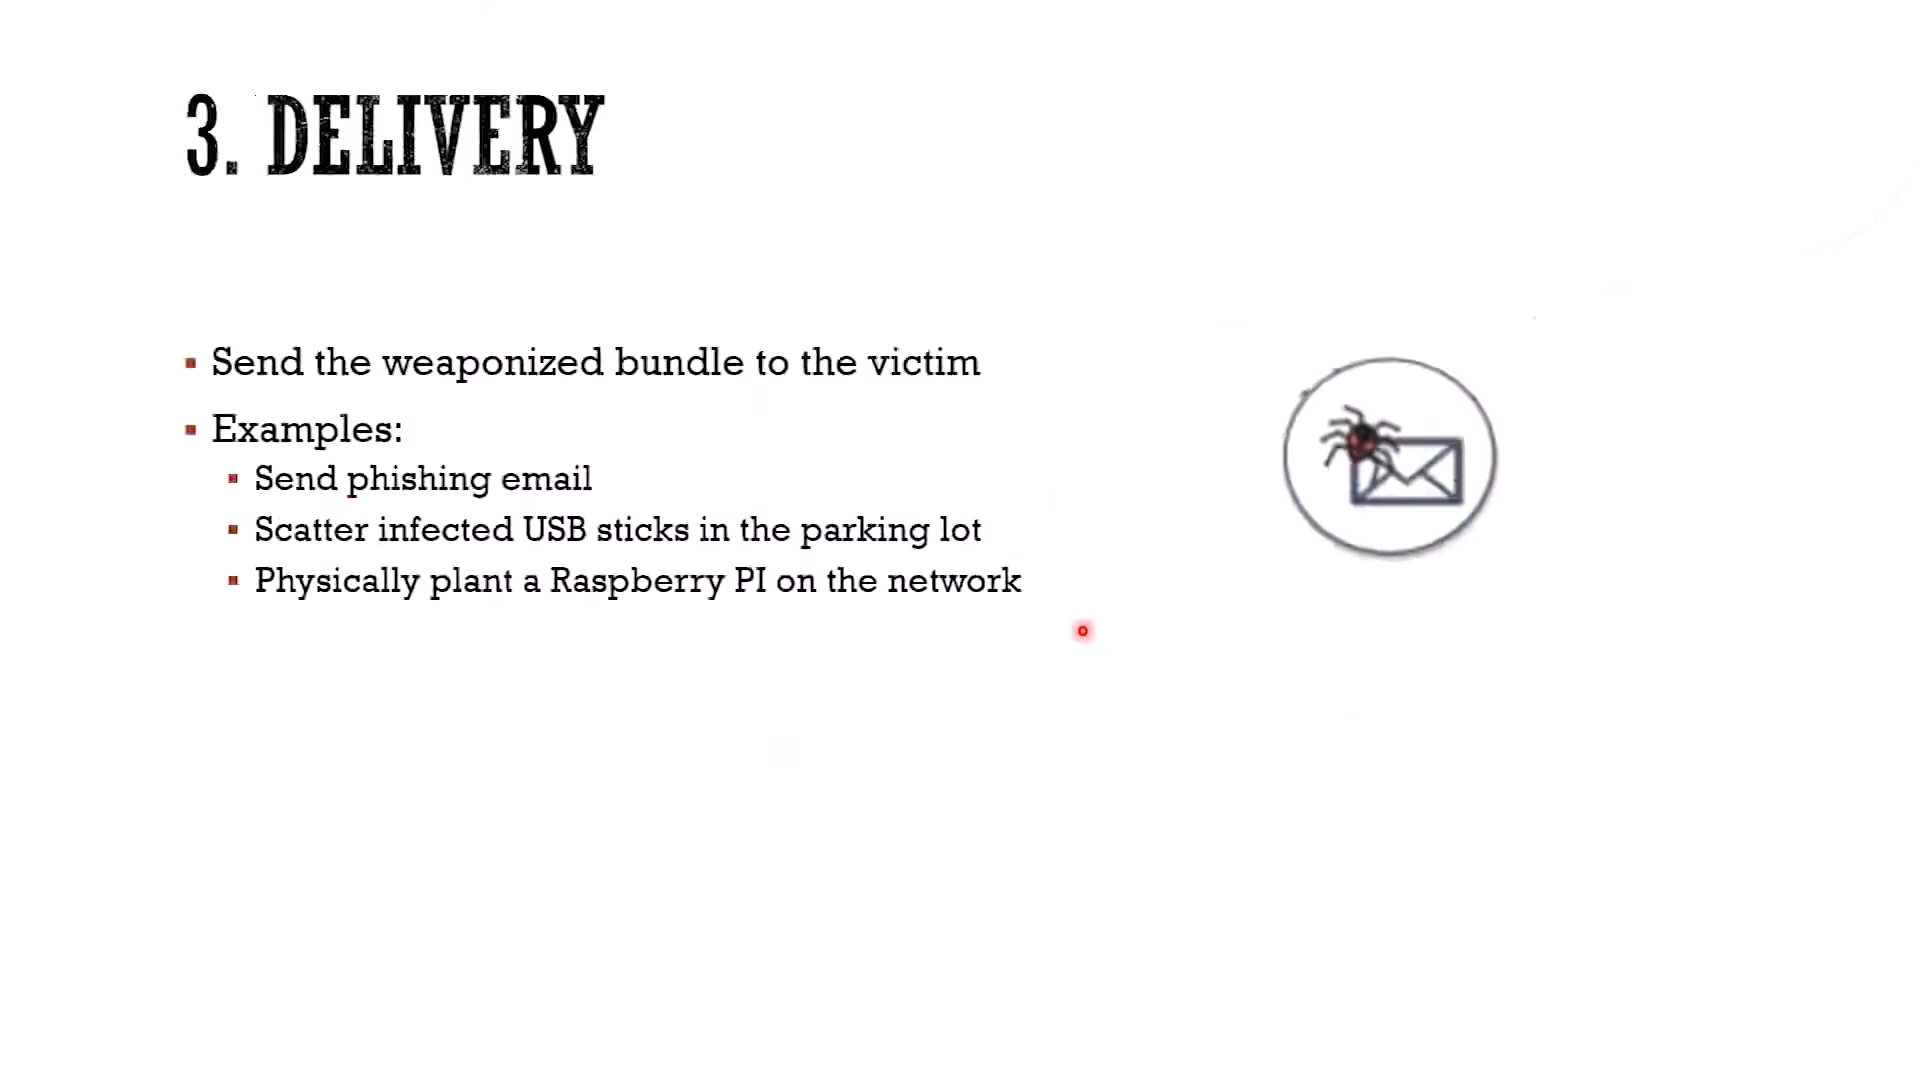 3. DELIVERY
Send the weaponized bundle to the victim
Examples:
Send phishing email
Scatter infected USB sticks in the parking lot
Physically plant a Raspberry PI on the network